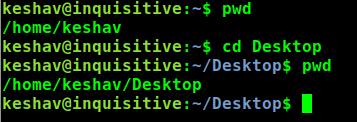 keshav@inquisitive:~$ pwd
/home/keshav
keshav@inquisitive:~$ cd Desktop
keshav@inquisitive:~/Desktop$ pwd
/home/keshav/Desktop
keshav@inquisitive:~/Desktop$